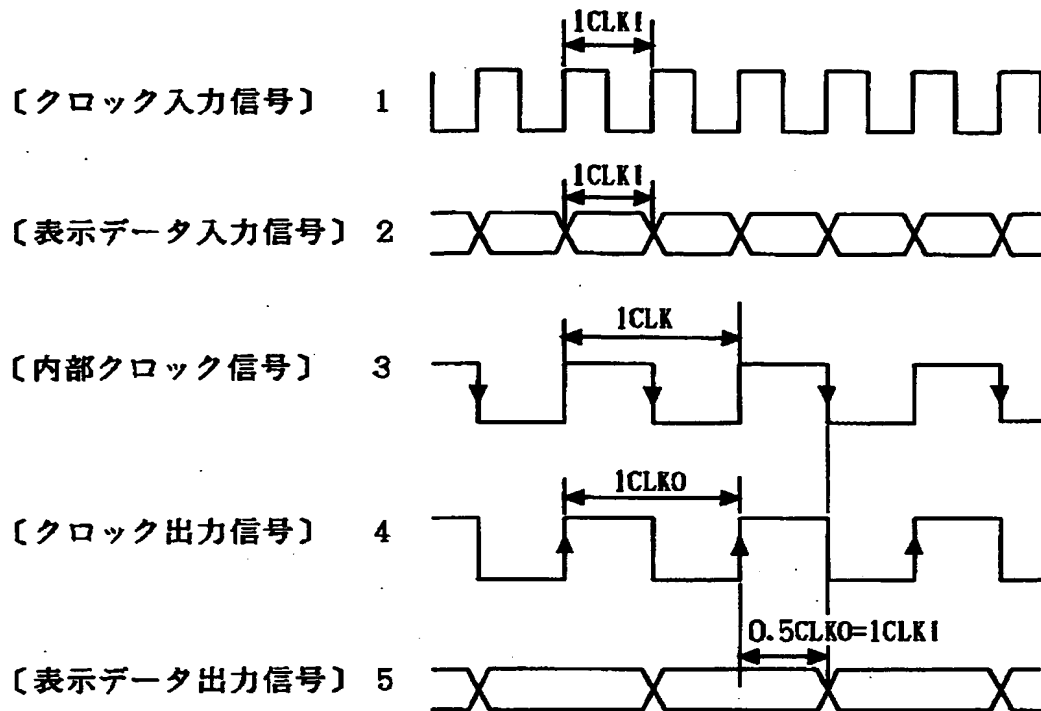 1CLKI
〔クロック入力信号〕 1
1CLKI
〔表示データ入力信号〕 2
1CLK
〔内部クロック信号〕 3
1CLKO
〔クロック出力信号〕 4
0.5CLKO=1CLKI
〔表示データ出力信号〕 5